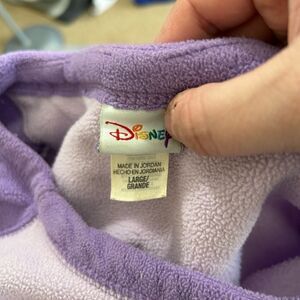 Disney
MADE IN JORDAN
HECHO EN JORDANIA
LARGE/
GRANDE